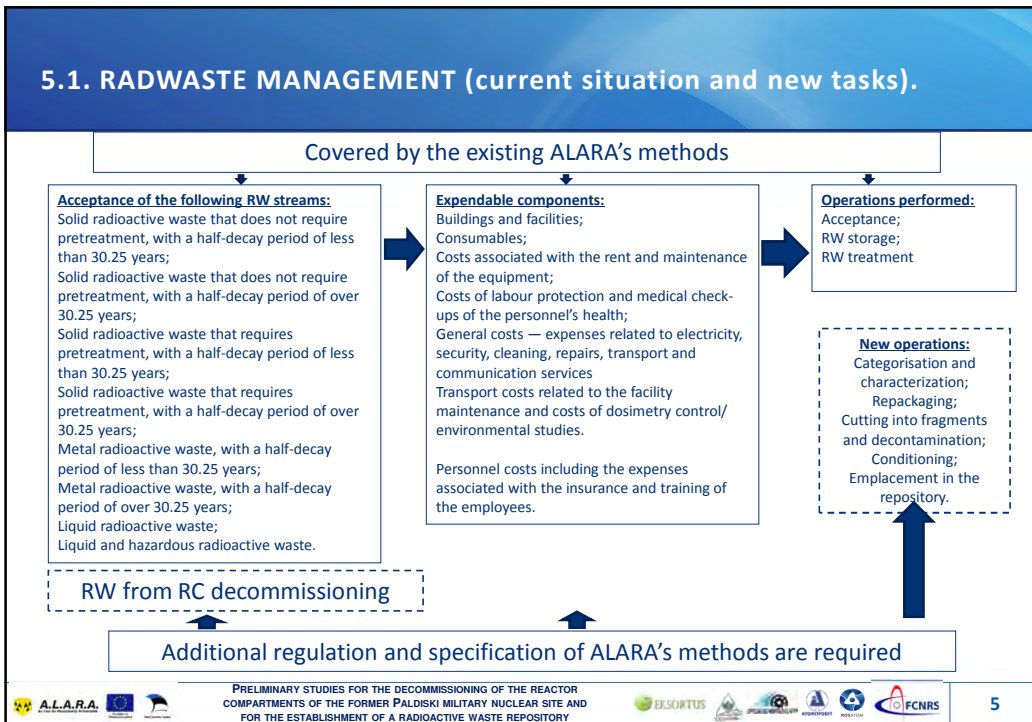 5.1. RADWASTE MANAGEMENT (current situation and new tasks).
Covered by the existing ALARA's methods
Acceptance of the following RW streams:
Solid radioactive waste that does not require
pretreatment, with a half-decay period of less
than 30.25 years;
Solid radioactive waste that does not require
pretreatment, with a half-decay period of over
30.25 years;
Solid radioactive waste that requires
pretreatment, with a half-decay period of less
than 30.25 years;
Solid radioactive waste that requires
pretreatment, with a half-decay period of over
30.25 years;
Metal radioactive waste, with a half-decay
period of less than 30.25 years;
Metal radioactive waste, with a half-decay
period of over 30.25 years;
Liquid radioactive waste;
Liquid and hazardous radioactive waste.
Expendable components:
Buildings and facilities;
Consumables;
Costs associated with the rent and maintenance
of the equipment;
Costs of labour protection and medical check-
ups of the personnel's health;
General costs — expenses related to electricity,
security, cleaning, repairs, transport and
communication services
Transport costs related to the facility
maintenance and costs of dosimetry control/
environmental studies.
Personnel costs including the expenses
associated with the insurance and training of
the employees.
Operations performed:
Acceptance;
RW storage;
RW treatment
New operations:
Categorisation and
characterization;
Repackaging;
Cutting into fragments
and decontamination;
Conditioning;
Emplacement in the
repository.
RW from RC decommissioning
Additional regulation and specification of ALARA's methods are required
A.L.A.R.A.
PRELIMINARY STUDIES FOR THE DECOMMISSIONING OF THE REACTOR
COMPARTMENTS OF THE FORMER PALDISKI MILITARY NUCLEAR SITE AND
FOR THE ESTABLISHMENT OF A RADIOACTIVE WASTE REPOSITORY
EKSORTUS
ROSATOM
FCNRS
5